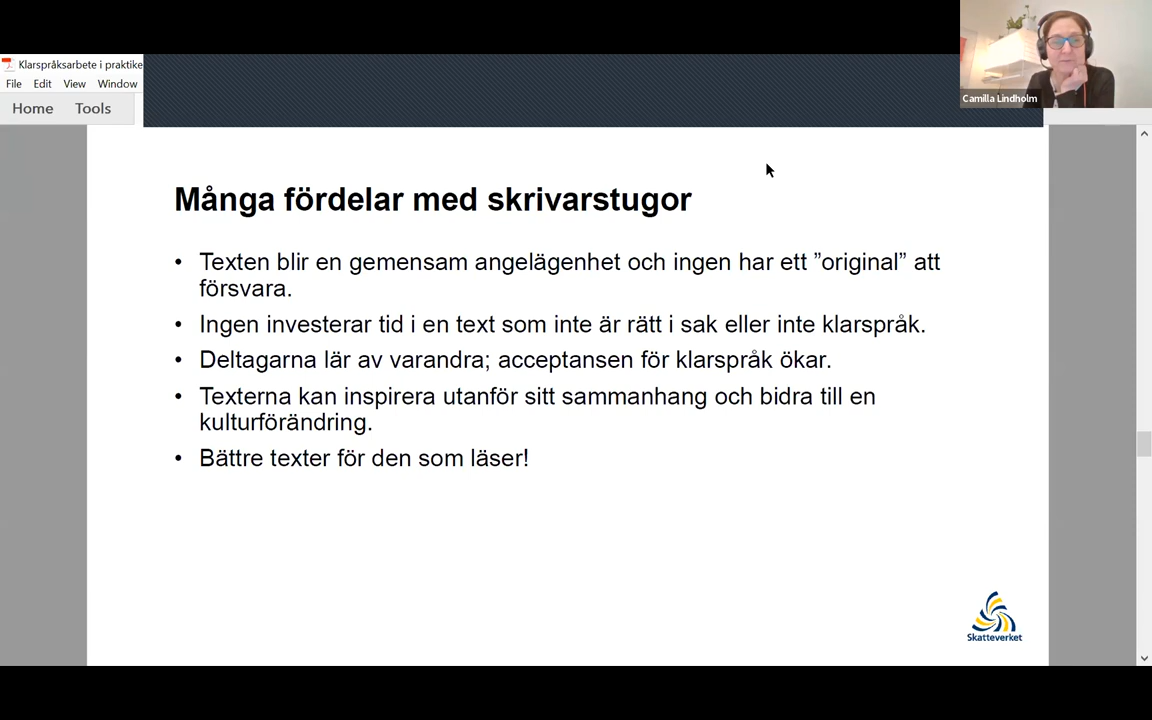 Klarspråksarbete i praktike
File Edit View Window
Home Tools
Camilla Lindholm
Många fördelar med skrivarstugor
• Texten blir en gemensam angelägenhet och ingen har ett ”original” att
försvara.
• Ingen investerar tid i en text som inte är rätt i sak eller inte klarspråk.
• Deltagarna lär av varandra; acceptansen för klarspråk ökar.
• Texterna kan inspirera utanför sitt sammanhang och bidra till en
kulturförändring.
• Bättre texter för den som läser!
Skatteverket